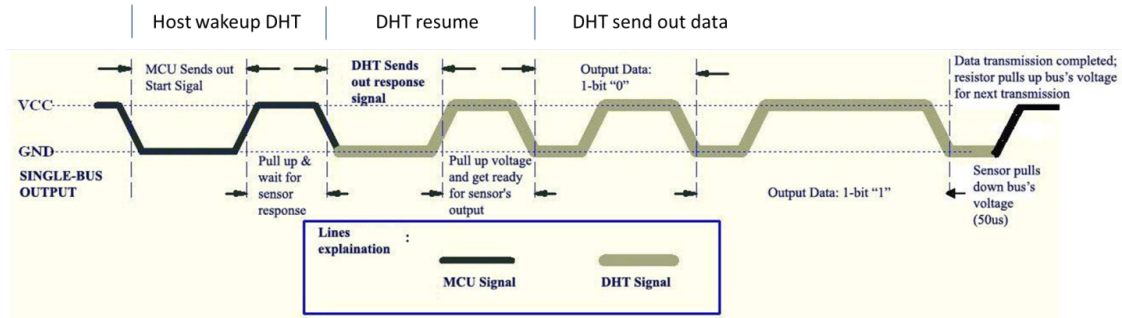 Host wakeup DHT
DHT resume
DHT send out data
MCU Sends out
Start Sigal
DHT Sends
out response
signal
Output Data:
1-bit “0”
Data transmission completed;
resistor pulls up bus’s voltage
for next transmission
VCC
GND
SINGLE-BUS
OUTPUT
Pull up &
wait for
sensor
response
Pull up voltage
and get ready
for sensor's
output
Output Data: 1-bit “1”
Sensor pulls
down bus’s
voltage
(50us)
Lines :
explaination
MCU Signal
DHT Signal